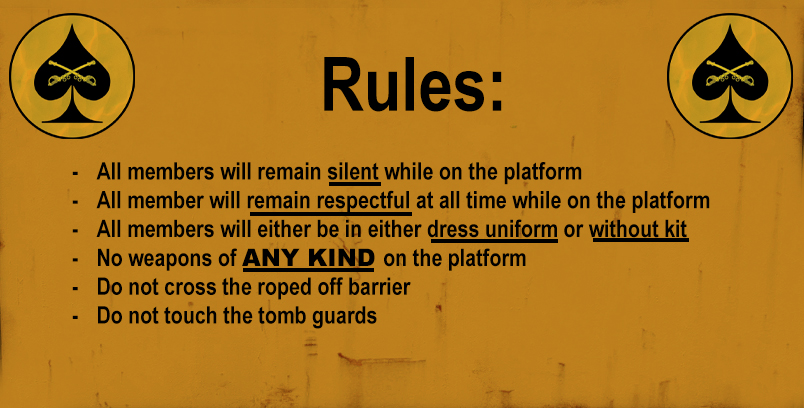 Rules:
- All members will remain silent while on the platform
- All member will remain respectful at all time while on the platform
- All members will either be in either dress uniform or without kit
- No weapons of ANY KIND on the platform
- Do not cross the roped off barrier
- Do not touch the tomb guards